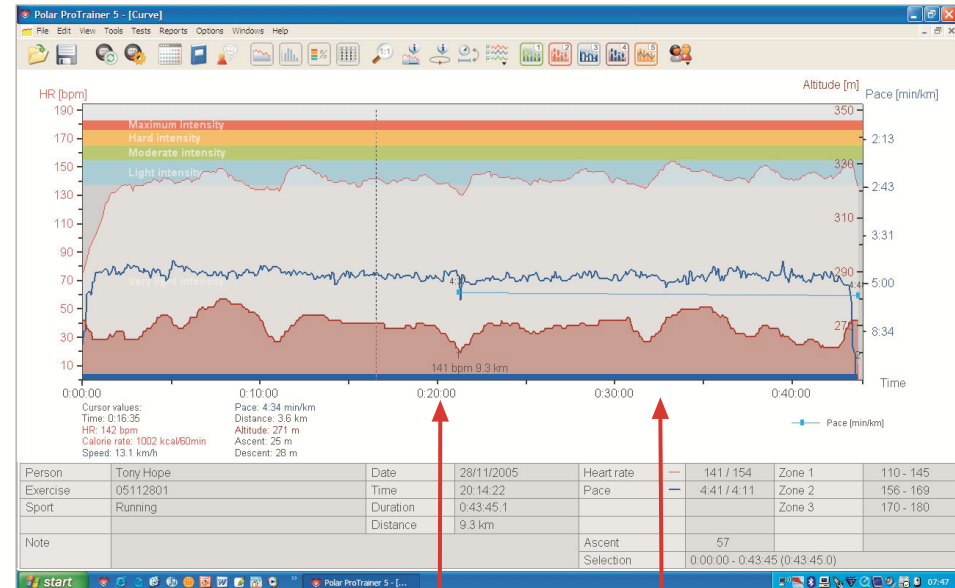 Polar ProTrainer 5 - [Curve]
File Edit View Tools Tests Reports Options Windows Help
HR [bpm]
Altitude [m]
Pace [min/km]
190
170
150
130
110
90
70
50
30
10
Maximum intensity
Hard intensity
Moderate intensity
Light intensity
Very light intensity
350
330
310
290
2:13
2:43
3:31
5:00
8:34
141 bpm 9.3 km
0:00:00 0:10:00 0:20:00 0:30:00 0:40:00 Time
Cursor values:
Time: 0:16:35
HR: 142 bpm
Calorie rate: 1002 kcal/60min
Speed: 13.1 km/h
Pace: 4:34 min/km
Distance: 3.6 km
Altitude: 271 m
Ascent: 25 m
Descent: 28 m
Pace [min/km]
Person Tony Hope Date 28/11/2005 Heart rate 141 / 154 Zone 1 110 - 145
Exercise 05112801 Time 20:14:22 Pace 4:41 / 4:11 Zone 2 156 - 169
Sport Running Duration 0:43:45.1 Zone 3 170 - 180
Distance 9.3 km
Note Ascent 57
Selection 0:00:00 - 0:43:45 (0:43:45.0)
start Polar ProTrainer 5 - [... 07:47